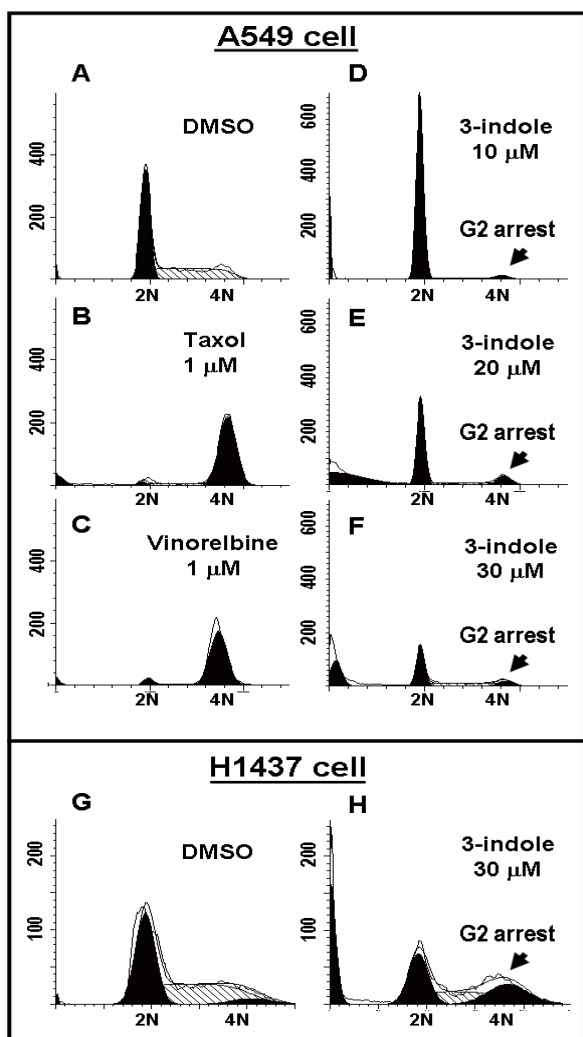 A549 cell
A
DMSO
400
200
2N 4N
D
3-indole
10 µM
G2 arrest
600
400
200
2N 4N
B
Taxol
1 µM
400
200
2N 4N
E
3-indole
20 µM
G2 arrest
600
400
200
2N 4N
C
Vinorelbine
1 µM
400
200
2N 4N
F
3-indole
30 µM
G2 arrest
600
400
200
2N 4N
H1437 cell
G
DMSO
200
100
2N 4N
H
3-indole
30 µM
G2 arrest
200
100
2N 4N